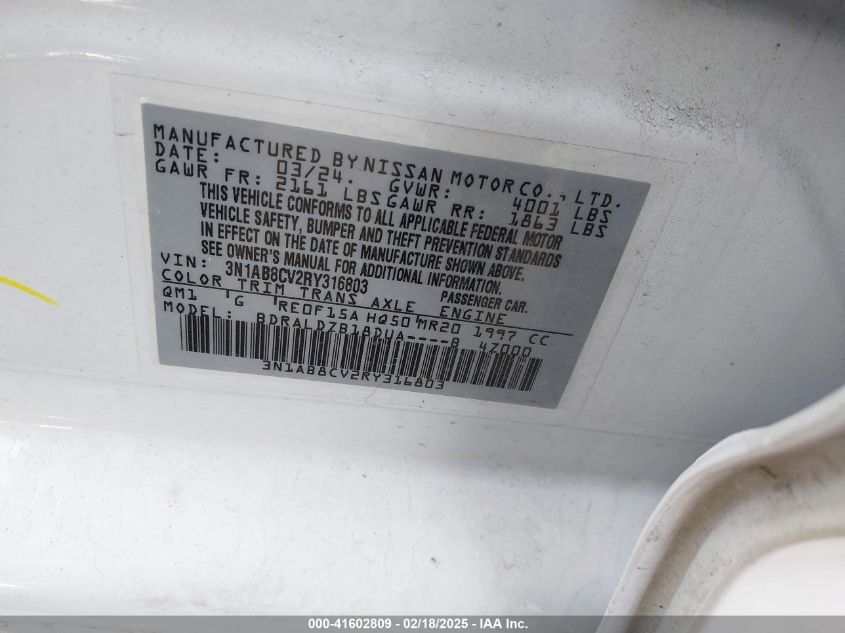 MANUFACTURED BY NISSAN MOTOR CO., LTD.
DATE: 03/24. GVWR: 4001 LBS
GAWR FR: 2161 LBS GAWR RR: 1863 LBS
THIS VEHICLE CONFORMS TO ALL APPLICABLE FEDERAL MOTOR
VEHICLE SAFETY, BUMPER AND THEFT PREVENTION STANDARDS
IN EFFECT ON THE DATE OF MANUFACTURE SHOWN ABOVE.
SEE OWNER'S MANUAL FOR ADDITIONAL INFORMATION.
VIN: 3N1AB8CV2RY316803 PASSENGER CAR.
COLOR TRIM TRANS AXLE ENGINE
QM1 G RE0F15A HQ50 MR20 1997 CC
MODEL: BDRALDZB18DUA----B 4Z000
3N1AB8CV2RY316803
000-41602809 - 02/18/2025 - IAA Inc.